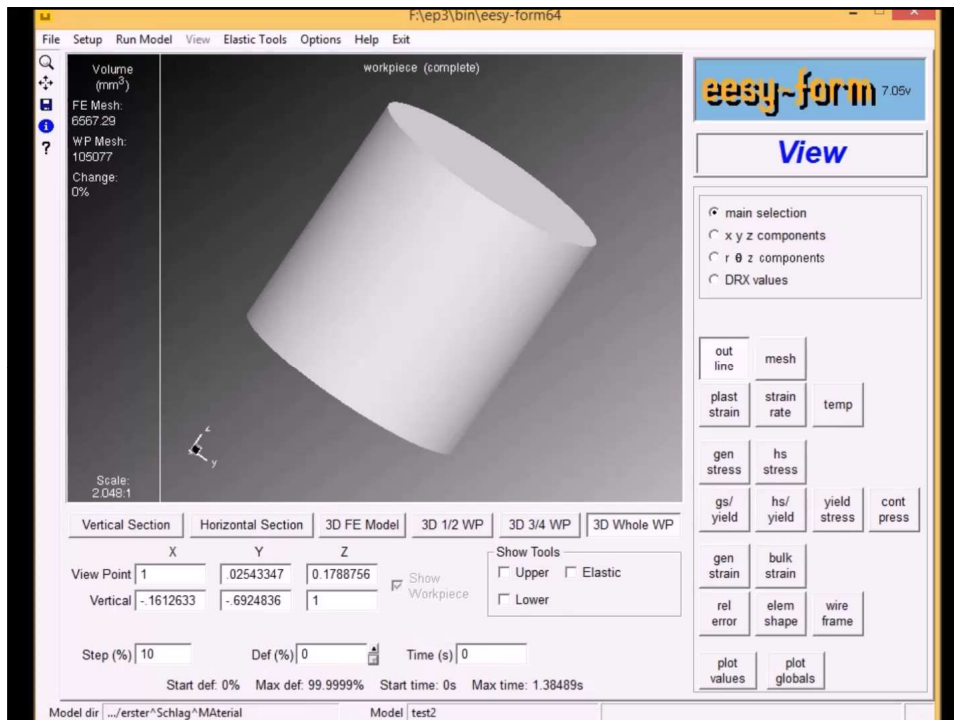 F:\ep3\bin\eesy-form64
File Setup Run Model View Elastic Tools Options Help Exit
Volume
(mm³)
FE Mesh:
6567.29
WP Mesh:
105077
Change:
0%
workpiece (complete)
z
y
Scale:
2.048:1
eesy-form 7.05v
View
main selection
x y z components
r θ z components
DRX values
out line
mesh
plast strain
strain rate
temp
gen stress
hs stress
gs/ yield
hs/ yield
yield stress
cont press
gen strain
bulk strain
rel error
elem shape
wire frame
plot values
plot globals
Vertical Section Horizontal Section 3D FE Model 3D 1/2 WP 3D 3/4 WP 3D Whole WP
X Y Z
View Point 1 .02543347 0.1788756
Vertical -.1612633 -.6924836 1
Show Workpiece
Show Tools
Upper Elastic
Lower
Step (%) 10 Def (%) 0 Time (s) 0
Start def: 0% Max def: 99.9999% Start time: 0s Max time: 1.38489s
Model dir .../erster^Schlag^MAterial Model test2